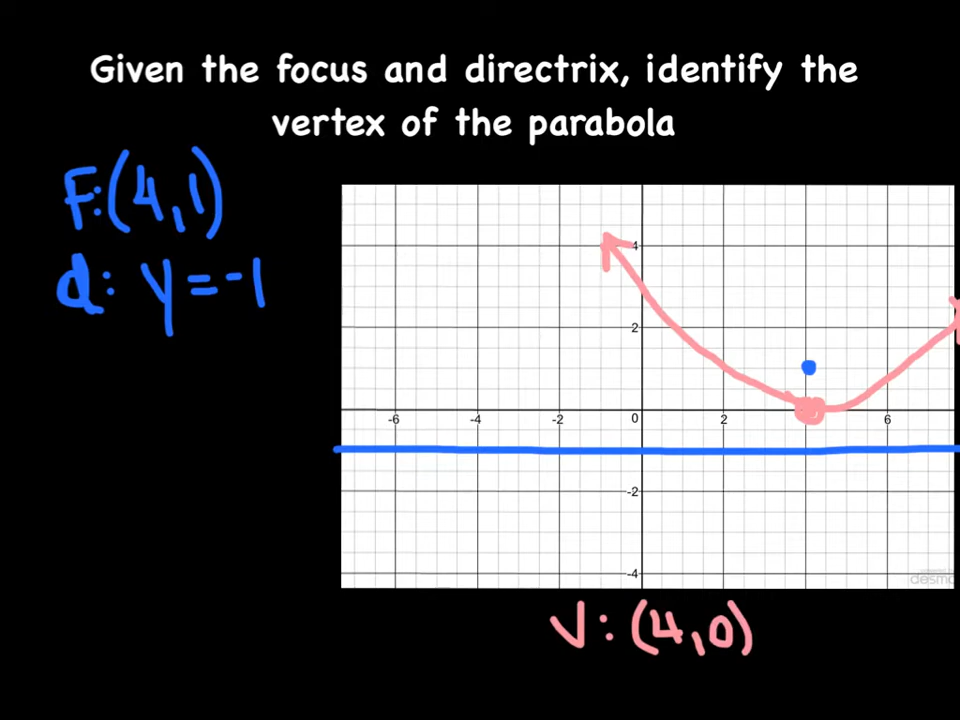 Given the focus and directrix, identify the
vertex of the parabola
F:(4,1)
d: y=-1
4
2
-6 -4 -2 0 2 6
-2
-4
desmo
V:(4,0)